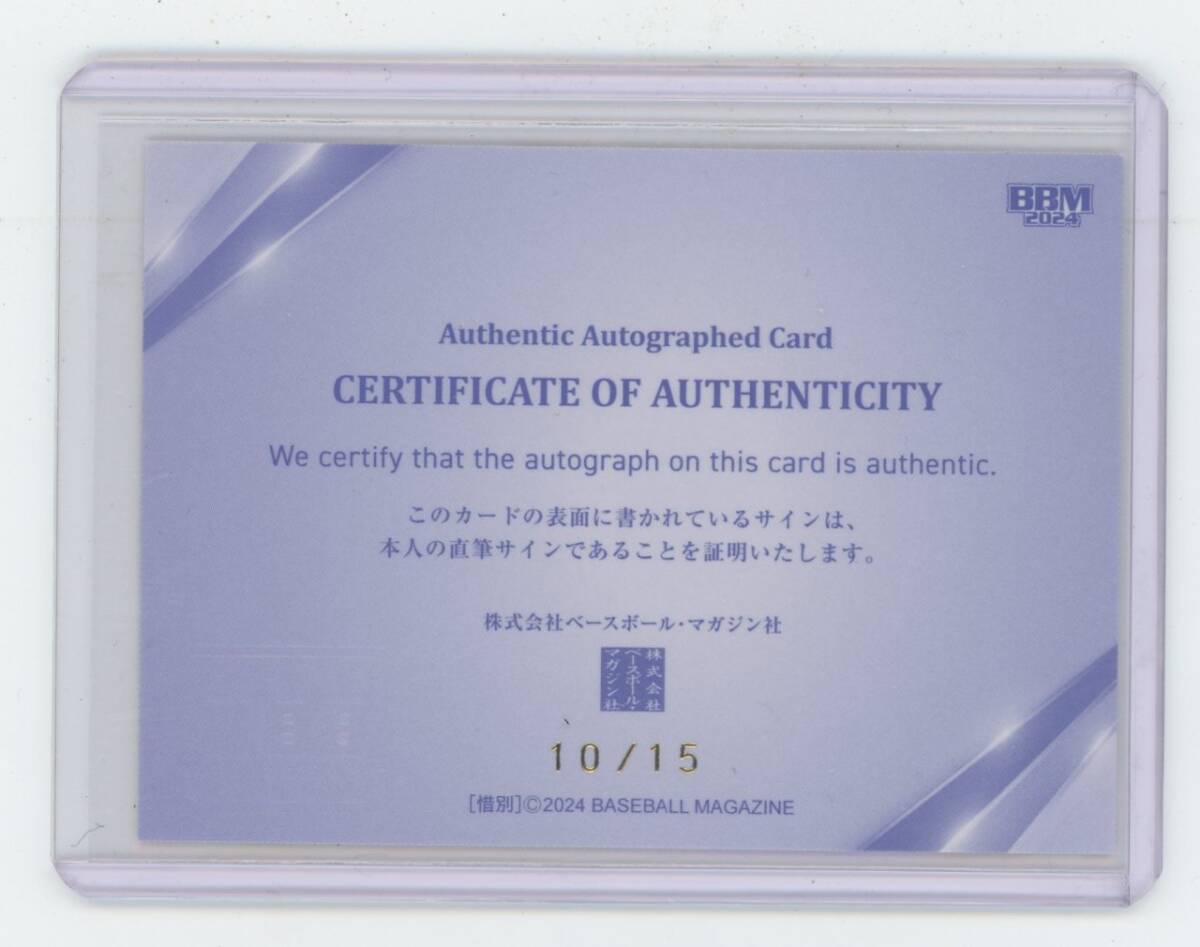 BBM
2024
Authentic Autographed Card
CERTIFICATE OF AUTHENTICITY
We certify that the autograph on this card is authentic.
このカードの表面に書かれているサインは、
本人の直筆サインであることを証明いたします。
株式会社ベースボール・マガジン社
株式会社
ベースボール・
マガジン社
10/15
[惜別]©2024 BASEBALL MAGAZINE